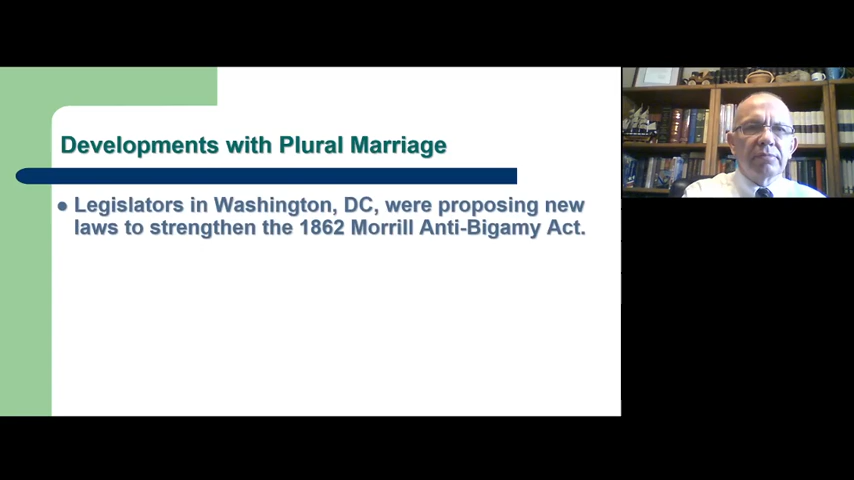 Developments with Plural Marriage
● Legislators in Washington, DC, were proposing new
laws to strengthen the 1862 Morrill Anti-Bigamy Act.